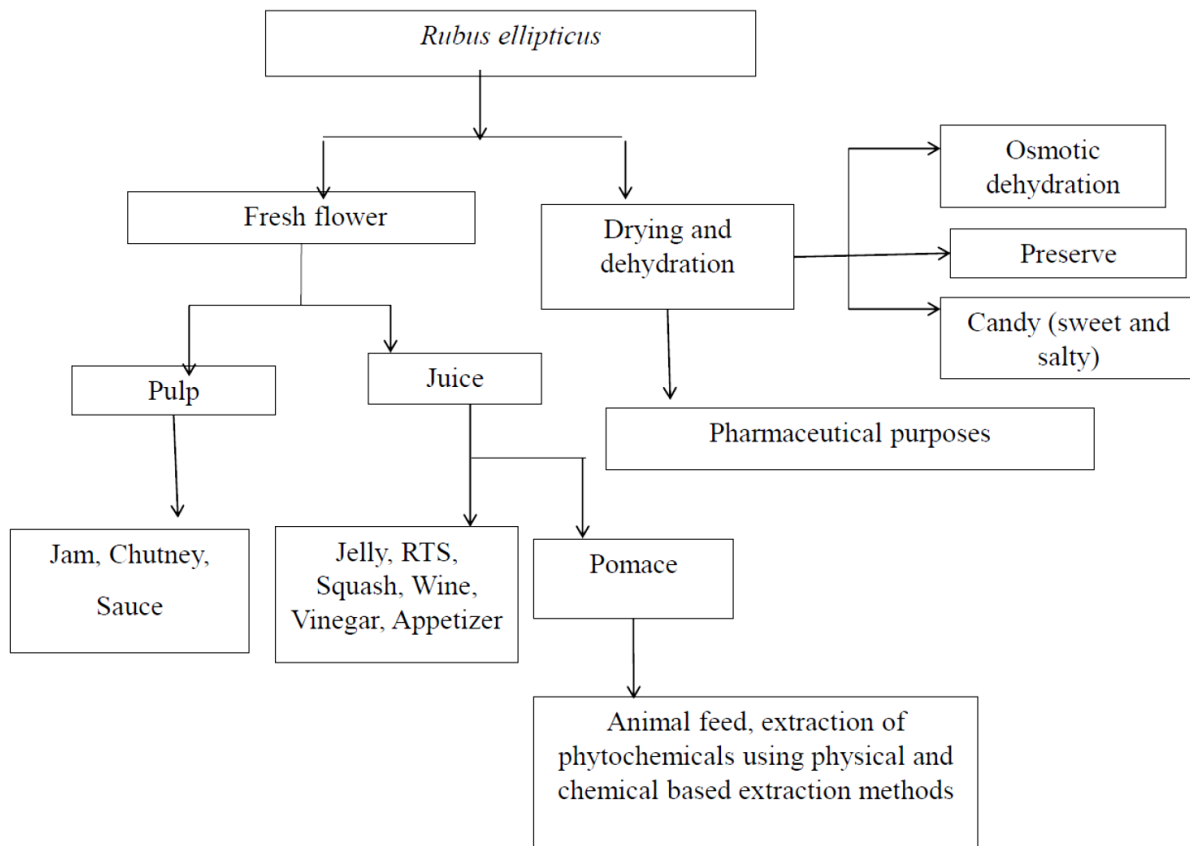 Rubus ellipticus
Fresh flower
Drying and
dehydration
Osmotic
dehydration
Preserve
Candy (sweet and
salty)
Pulp
Juice
Pharmaceutical purposes
Jam, Chutney,
Sauce
Jelly, RTS,
Squash, Wine,
Vinegar, Appetizer
Pomace
Animal feed, extraction of
phytochemicals using physical and
chemical based extraction methods